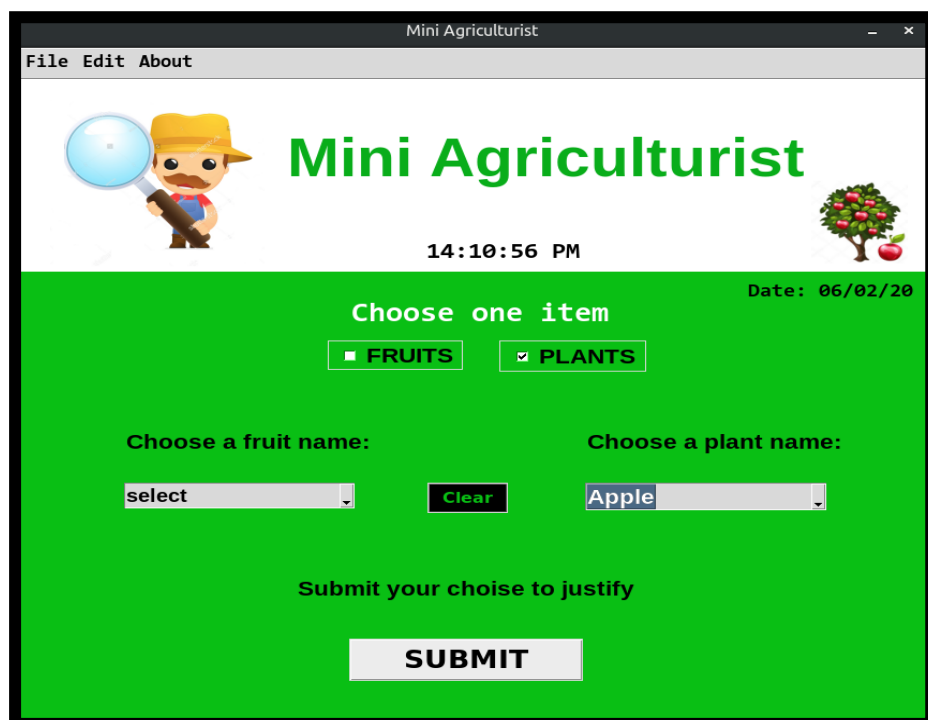 Mini Agriculturist
File Edit About
Mini Agriculturist
14:10:56 PM
Date: 06/02/20
Choose one item
FRUITS PLANTS
Choose a fruit name: Choose a plant name:
select Clear Apple
Submit your choise to justify
SUBMIT